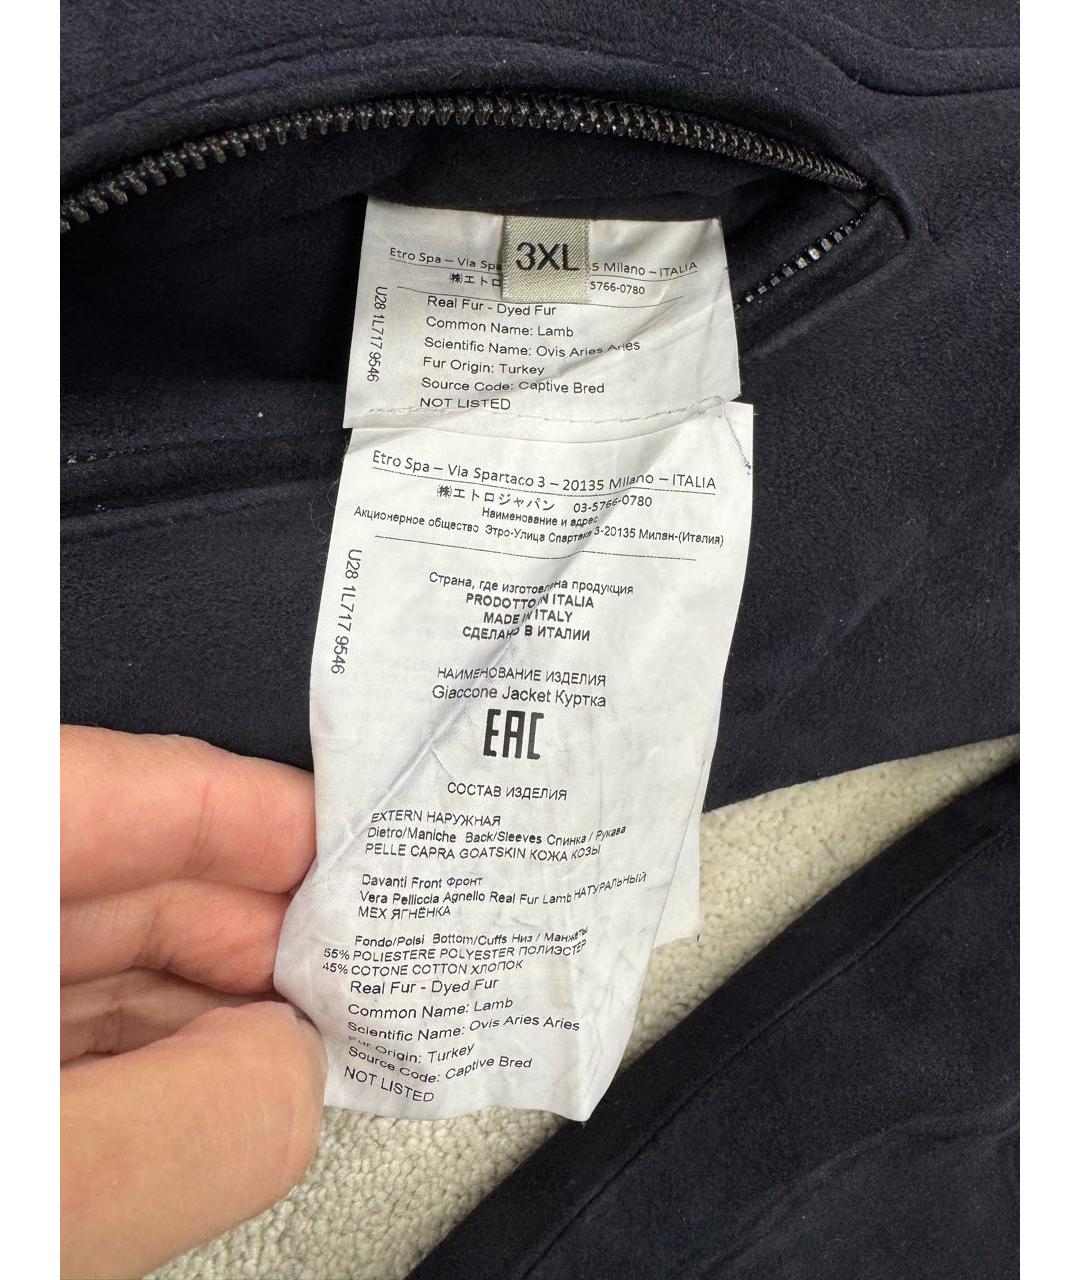 3XL
Etro Spa – Via Spa 5 Milano – ITALIA
㈱エトロ 5766-0780
Real Fur - Dyed Fur
Common Name: Lamb
Scientific Name: Ovis Aries Aries
Fur Origin: Turkey
Source Code: Captive Bred
NOT LISTED
U28 1L717 9546
Etro Spa – Via Spartaco 3 – 20135 Milano – ITALIA
㈱エトロジャパン 03-5766-0780
Наименование и адрес
Акционерное общество Этро-Улица Спартака 3-20135 Милан-(Италия)
U28 1L717 9546
Страна, где изготовлена продукция
PRODOTTO IN ITALIA
MADE IN ITALY
СДЕЛАНО В ИТАЛИИ
НАИМЕНОВАНИЕ ИЗДЕЛИЯ
Giaccone Jacket Куртка
EAC
СОСТАВ ИЗДЕЛИЯ
EXTERN НАРУЖНАЯ
Dietro/Maniche Back/Sleeves Спинка / Рукава
PELLE CAPRA GOATSKIN КОЖА КОЗЫ
Davanti Front Фронт
Vera Pelliccia Agnello Real Fur Lamb НАТУРАЛЬНЫЙ
МЕХ ЯГНЁНКА
Fondo/Polsi Bottom/Cuffs Низ / Манжеты
55% POLIESTERE POLYESTER ПОЛИЭСТЕР
45% COTONE COTTON ХЛОПОК
Real Fur - Dyed Fur
Common Name: Lamb
Scientific Name: Ovis Aries Aries
Fur Origin: Turkey
Source Code: Captive Bred
NOT LISTED